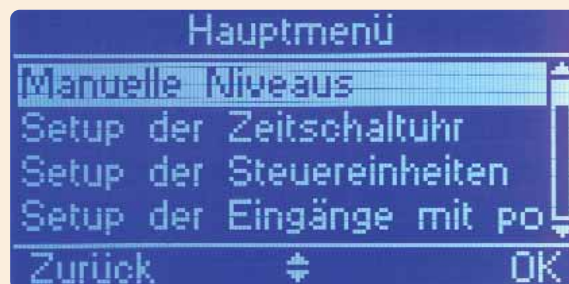 Hauptmenü
Manuelle Niveaus
Setup der Zeitschaltuhr
Setup der Steuereinheiten
Setup der Eingänge mit po
Zurück OK